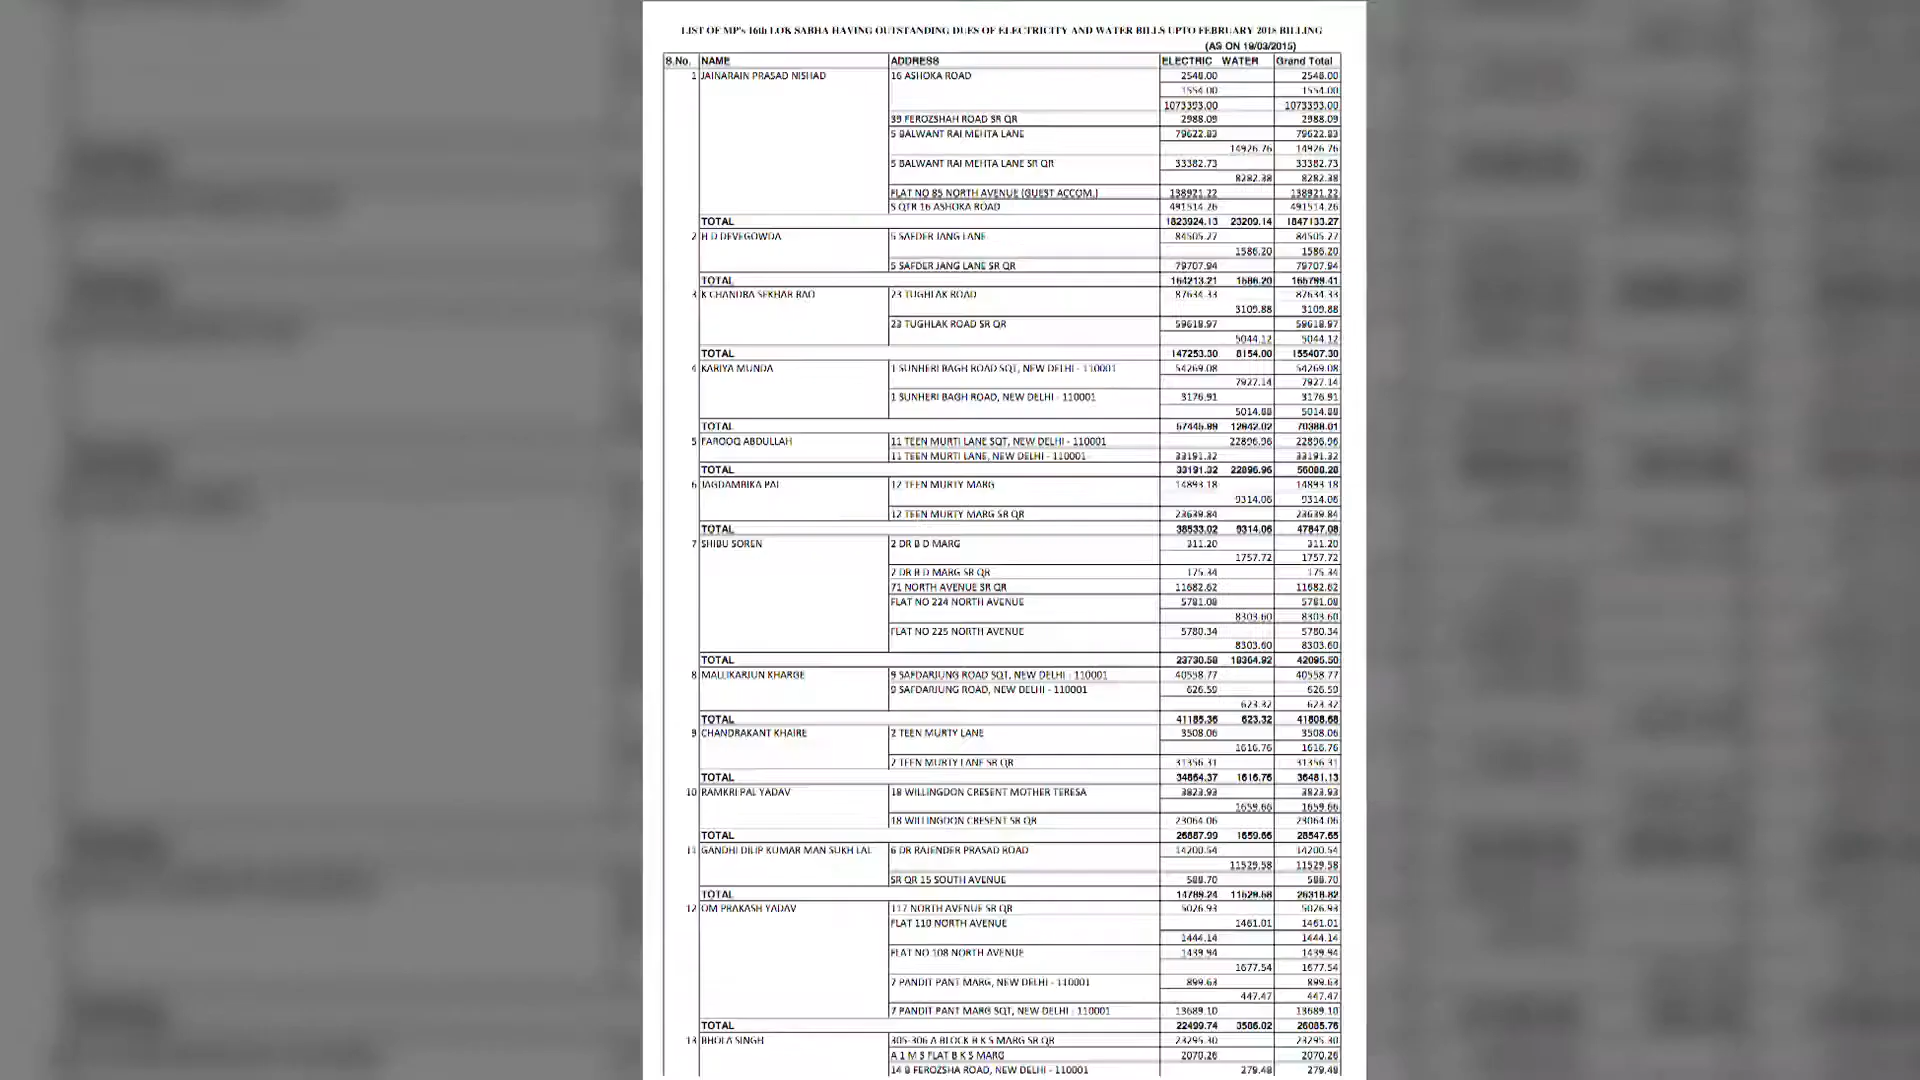 LIST OF MP's 16th LOK SABHA HAVING OUTSTANDING DUES OF ELECTRICITY AND WATER BILLS UPTO FEBRUARY 2015 BILLING
(AS ON 19/03/2015)
S.No. NAME ADDRESS ELECTRIC WATER Grand Total
1 JAINARAIN PRASAD NISHAD 16 ASHOKA ROAD 2548.00 2548.00
1554.00 1554.00
1073393.00 1073393.00
39 FEROZSHAH ROAD SR QR 2988.09 2988.09
5 BALWANT RAI MEHTA LANE 79622.83 79622.83
14926.76 14926.76
5 BALWANT RAI MEHTA LANE SR QR 33382.73 33382.73
8282.38 8282.38
FLAT NO 85 NORTH AVENUE (GUEST ACCOM.) 138921.22 138921.22
S QTR 16 ASHOKA ROAD 491514.26 491514.26
TOTAL 1823924.13 23209.14 1847133.27
2 H D DEVEGOWDA 5 SAFDER JANG LANE 84505.27 84505.27
1586.20 1586.20
5 SAFDER JANG LANE SR QR 79707.94 79707.94
TOTAL 164213.21 1586.20 165799.41
3 K CHANDRA SEKHAR RAO 23 TUGHLAK ROAD 87634.33 87634.33
3109.88 3109.88
23 TUGHLAK ROAD SR QR 59618.97 59618.97
5044.12 5044.12
TOTAL 147253.30 8154.00 155407.30
4 KARIYA MUNDA 1 SUNHERI BAGH ROAD SQT, NEW DELHI - 110001 54269.08 54269.08
7927.14 7927.14
1 SUNHERI BAGH ROAD, NEW DELHI - 110001 3176.91 3176.91
5014.88 5014.88
TOTAL 57445.99 12942.02 70388.01
5 FAROOQ ABDULLAH 11 TEEN MURTI LANE SQT, NEW DELHI - 110001 22896.96 22896.96
11 TEEN MURTI LANE, NEW DELHI - 110001 33191.32 33191.32
TOTAL 33191.32 22896.96 56088.28
6 JAGDAMBIKA PAL 12 TEEN MURTY MARG 14893.18 14893.18
9314.06 9314.06
12 TEEN MURTY MARG SR QR 23639.84 23639.84
TOTAL 38533.02 9314.06 47847.08
7 SHIBU SOREN 2 DR B D MARG 311.20 311.20
1757.72 1757.72
2 DR B D MARG SR QR 175.34 175.34
71 NORTH AVENUE SR QR 11682.62 11682.62
FLAT NO 224 NORTH AVENUE 5781.08 5781.08
8303.60 8303.60
FLAT NO 225 NORTH AVENUE 5780.34 5780.34
8303.60 8303.60
TOTAL 23730.58 18364.92 42095.50
8 MALLIKARJUN KHARGE 9 SAFDARJUNG ROAD SQT, NEW DELHI - 110001 40558.77 40558.77
9 SAFDARJUNG ROAD, NEW DELHI - 110001 626.59 626.59
623.32 623.32
TOTAL 41185.36 623.32 41808.68
9 CHANDRAKANT KHAIRE 2 TEEN MURTY LANE 3508.06 3508.06
1616.76 1616.76
2 TEEN MURTY LANE SR QR 31356.31 31356.31
TOTAL 34864.37 1616.76 36481.13
10 RAMKRI PAL YADAV 18 WILLINGDON CRESENT MOTHER TERESA 3823.93 3823.93
1659.66 1659.66
18 WILLINGDON CRESENT SR QR 23064.06 23064.06
TOTAL 26887.99 1659.66 28547.65
11 GANDHI DILIP KUMAR MAN SUKH LAL 6 DR RAJENDER PRASAD ROAD 14200.54 14200.54
11529.58 11529.58
SR QR 15 SOUTH AVENUE 588.70 588.70
TOTAL 14789.24 11529.58 26318.82
12 OM PRAKASH YADAV 117 NORTH AVENUE SR QR 5026.93 5026.93
FLAT 110 NORTH AVENUE 1461.01 1461.01
1444.14 1444.14
FLAT NO 108 NORTH AVENUE 1439.94 1439.94
1677.54 1677.54
7 PANDIT PANT MARG, NEW DELHI - 110001 899.63 899.63
447.47 447.47
7 PANDIT PANT MARG SQT, NEW DELHI - 110001 13689.10 13689.10
TOTAL 22499.74 3586.02 26085.76
13 BHOLA SINGH 305-306 A BLOCK B K S MARG SR QR 23295.30 23295.30
A 1 M S FLAT B K S MARG 2070.26 2070.26
14 B FEROZSHA ROAD, NEW DELHI - 110001 279.48 279.48